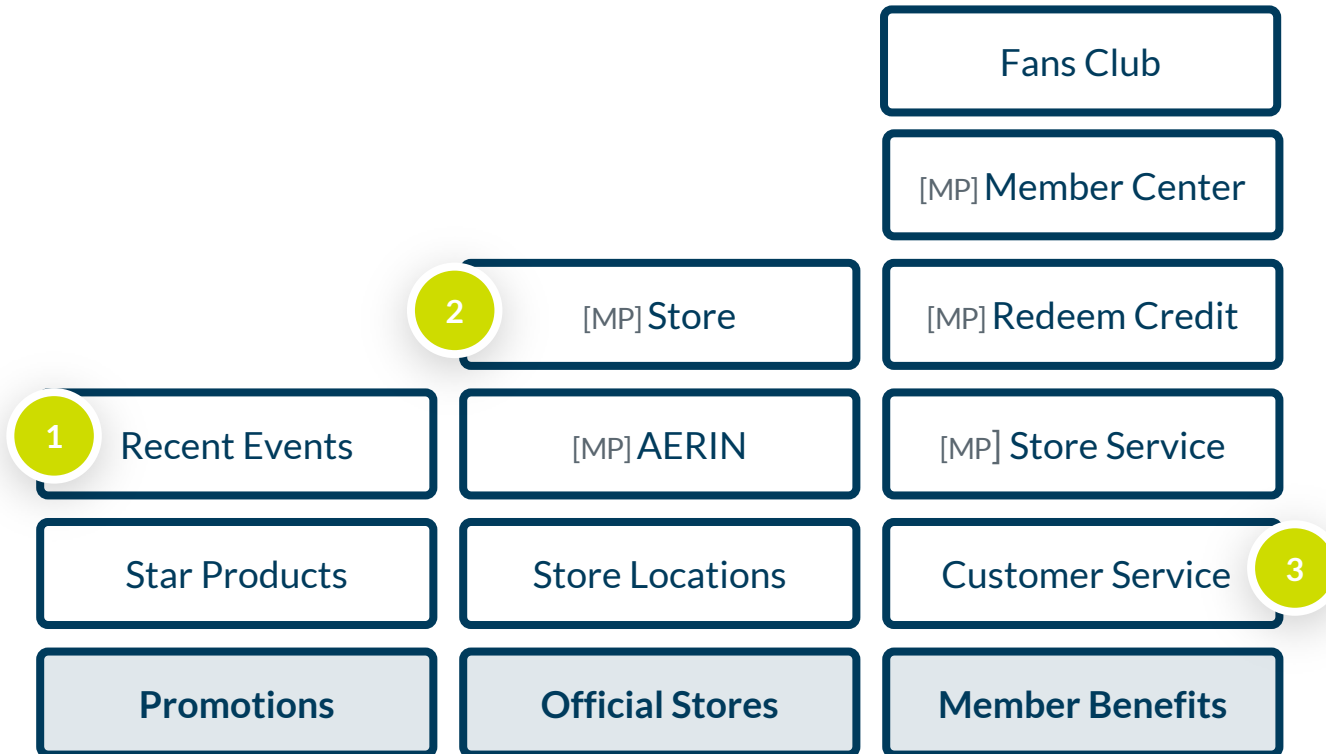 Fans Club
[MP] Member Center
2
[MP] Store
[MP] Redeem Credit
1
Recent Events
[MP] AERIN
[MP] Store Service
Star Products
Store Locations
Customer Service
3
Promotions
Official Stores
Member Benefits